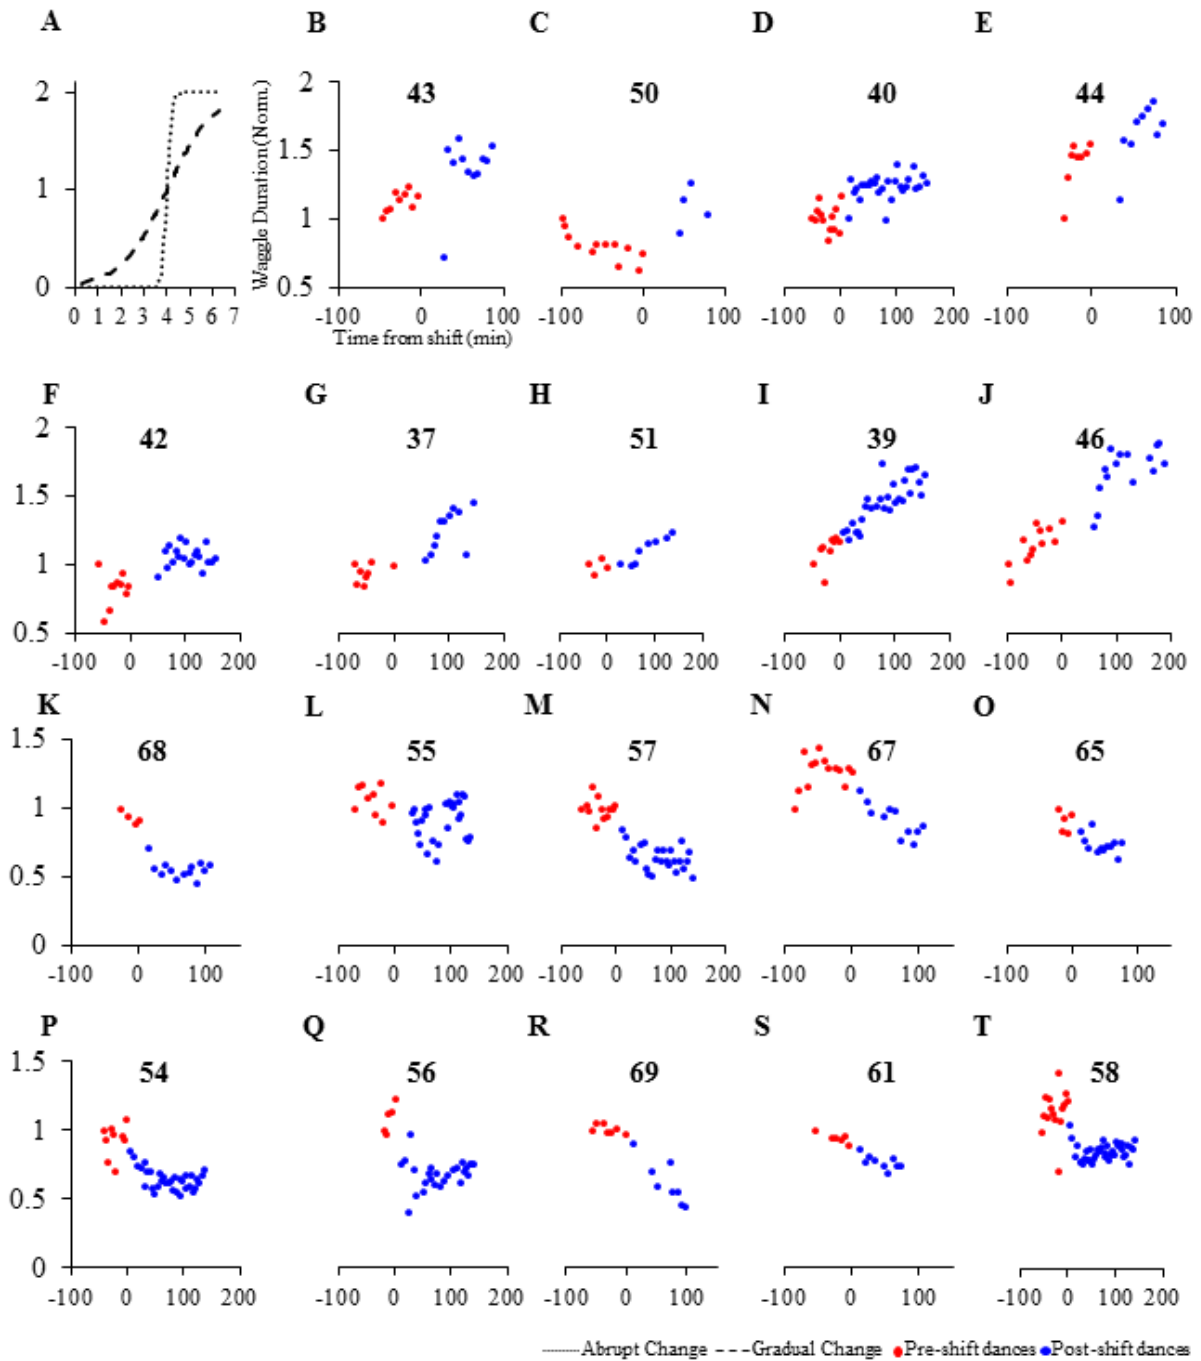 A B C D E
2 1 0
0 1 2 3 4 5 6 7
Waggle Duration (Norm.)
2 1.5 1 0.5
43 50 40 44
-100 0 100
-100 0 100
-100 0 100 200
-100 0 100
Time from shift (min)
F G H I J
2 1.5 1 0.5
42 37 51 39 46
-100 0 100 200
-100 0 100 200
-100 0 100 200
-100 0 100 200
-100 0 100 200
K L M N O
1.5 1 0.5 0
68 55 57 67 65
-100 0 100
-100 0 100 200
-100 0 100 200
-100 0 100
-100 0 100
P Q R S T
1.5 1 0.5 0
54 56 69 61 58
-100 0 100 200
-100 0 100 200
-100 0 100
-100 0 100
-100 0 100 200
Abrupt Change Gradual Change Pre-shift dances Post-shift dances